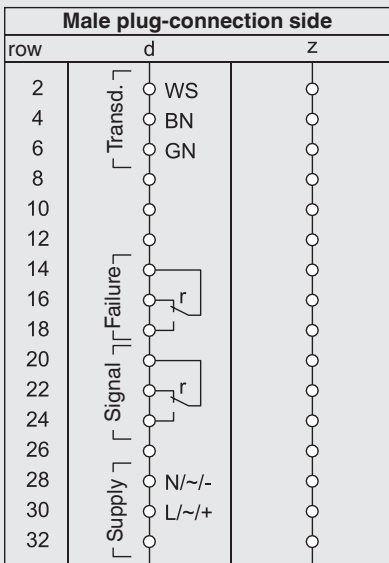 Male plug-connection side
row d z
2 WS
4 BN
6 GN
Transd.
8
10
12
14
16 r
18
Failure
20
22 r
24
Signal
26
28 N/~/-
30 L/~/+
32
Supply